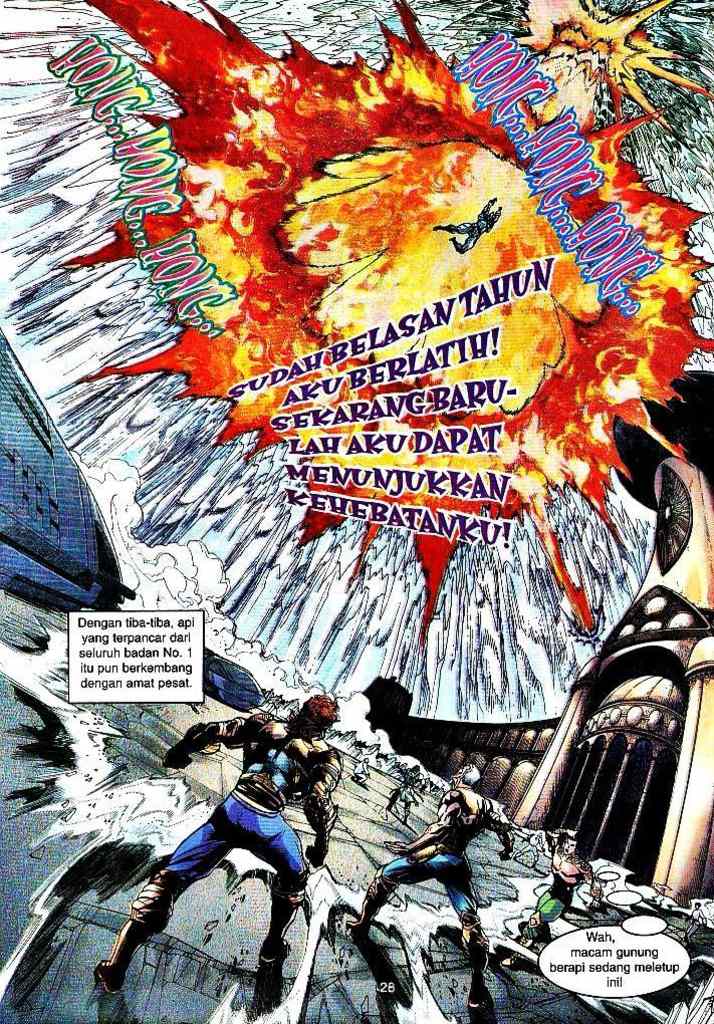 HONG... HONG... HONG...
HONG... HONG... HONG...
SUDAH BELASAN TAHUN
AKU BERLATIH!
SEKARANG BARU-
LAH AKU DAPAT
MENUNJUKKAN
KEHEBATANKU!
Dengan tiba-tiba, api
yang terpancar dari
seluruh badan No. 1
itu pun berkembang
dengan amat pesat.
Wah,
macam gunung
berapi sedang meletup
ini!
28